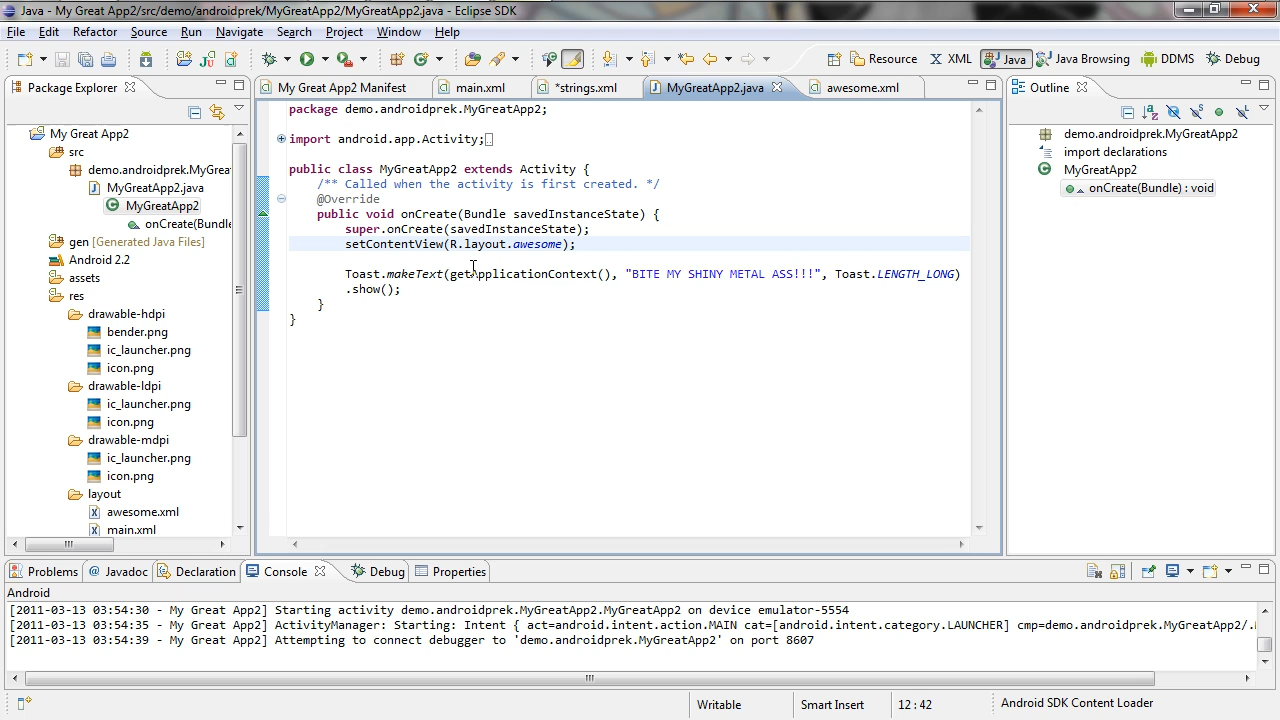 Java - My Great App2/src/demo/androidprek/MyGreatApp2/MyGreatApp2.java - Eclipse SDK
File Edit Refactor Source Run Navigate Search Project Window Help
Resource XML Java Java Browsing DDMS Debug
Package Explorer
My Great App2 Manifest main.xml *strings.xml MyGreatApp2.java awesome.xml
Outline
My Great App2
src
demo.androidprek.MyGrea
MyGreatApp2.java
MyGreatApp2
onCreate(Bundle
gen [Generated Java Files]
Android 2.2
assets
res
drawable-hdpi
bender.png
ic_launcher.png
icon.png
drawable-ldpi
ic_launcher.png
icon.png
drawable-mdpi
ic_launcher.png
icon.png
layout
awesome.xml
main.xml
package demo.androidprek.MyGreatApp2;
import android.app.Activity;
public class MyGreatApp2 extends Activity {
/** Called when the activity is first created. */
@Override
public void onCreate(Bundle savedInstanceState) {
super.onCreate(savedInstanceState);
setContentView(R.layout.awesome);
Toast.makeText(getApplicationContext(), "BITE MY SHINY METAL ASS!!!", Toast.LENGTH_LONG)
.show();
}
}
demo.androidprek.MyGreatApp2
import declarations
MyGreatApp2
onCreate(Bundle) : void
Problems @ Javadoc Declaration Console Debug Properties
Android
[2011-03-13 03:54:30 - My Great App2] Starting activity demo.androidprek.MyGreatApp2.MyGreatApp2 on device emulator-5554
[2011-03-13 03:54:35 - My Great App2] ActivityManager: Starting: Intent { act=android.intent.action.MAIN cat=[android.intent.category.LAUNCHER] cmp=demo.androidprek.MyGreatApp2/.
[2011-03-13 03:54:39 - My Great App2] Attempting to connect debugger to 'demo.androidprek.MyGreatApp2' on port 8607
Writable Smart Insert 12 : 42 Android SDK Content Loader